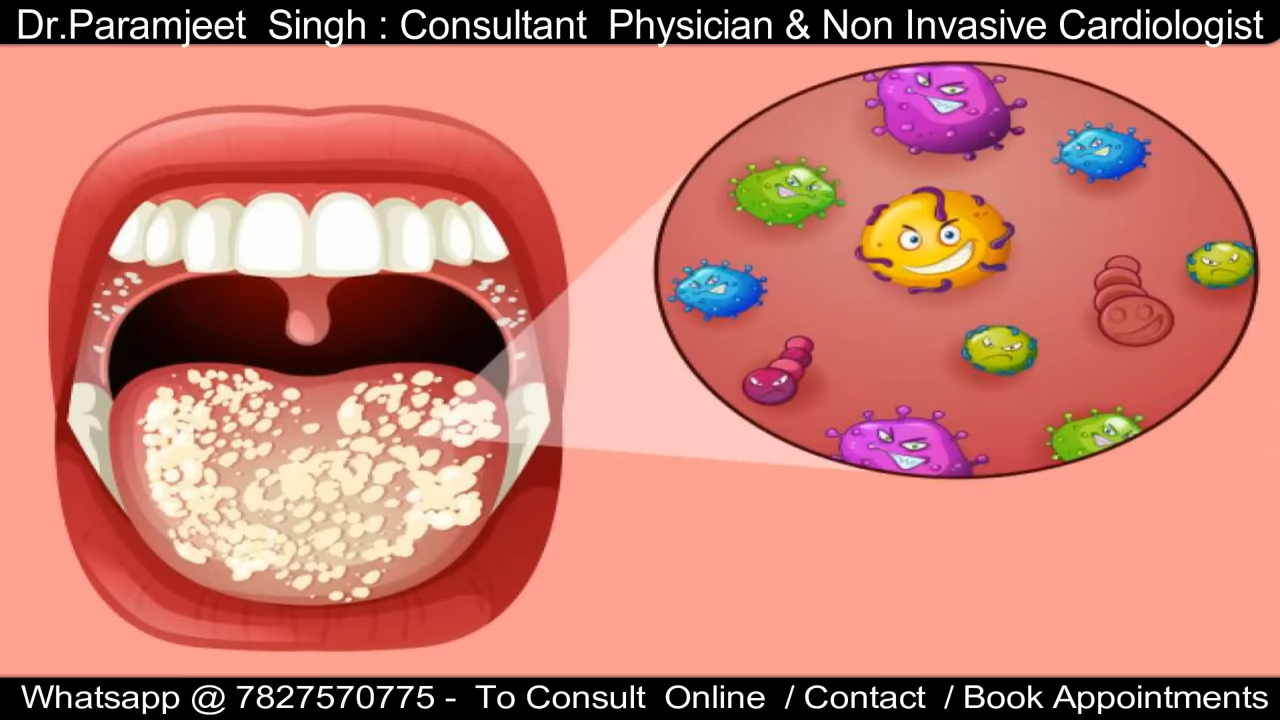 Dr.Paramjeet Singh : Consultant Physician & Non Invasive Cardiologist
Whatsapp @ 7827570775 - To Consult Online / Contact / Book Appointments